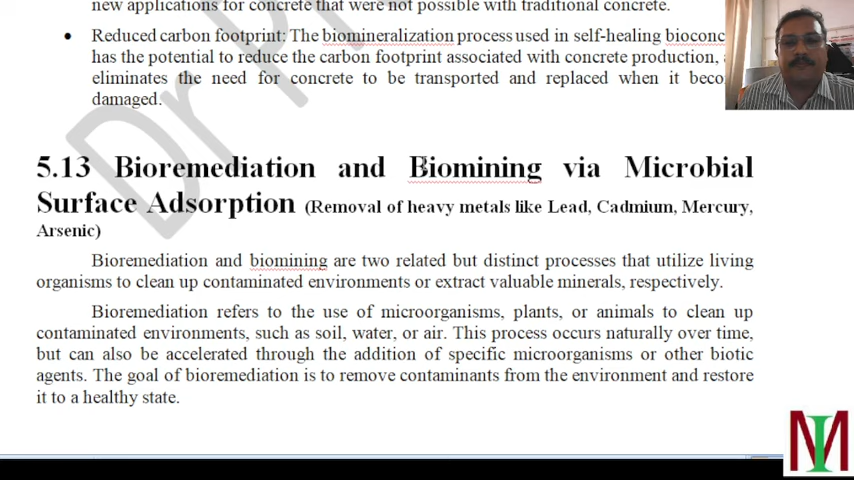 new applications for concrete that were not possible with traditional concrete.
• Reduced carbon footprint: The biomineralization process used in self-healing
has the potential to reduce the carbon footprint associated with concrete production,
eliminates the need for concrete to be transported and replaced when it
damaged.
5.13 Bioremediation and Biomining via Microbial
Surface Adsorption (Removal of heavy metals like Lead, Cadmium, Mercury,
Arsenic)
Bioremediation and biomining are two related but distinct processes that utilize living
organisms to clean up contaminated environments or extract valuable minerals, respectively.
Bioremediation refers to the use of microorganisms, plants, or animals to clean up
contaminated environments, such as soil, water, or air. This process occurs naturally over time,
but can also be accelerated through the addition of specific microorganisms or other biotic
agents. The goal of bioremediation is to remove contaminants from the environment and restore
it to a healthy state.
Dr